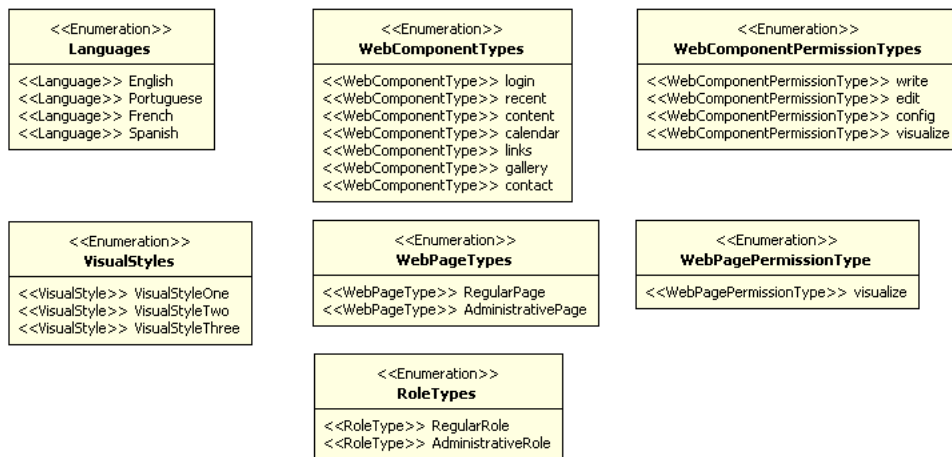 <<Enumeration>>
Languages
<<Language>> English
<<Language>> Portuguese
<<Language>> French
<<Language>> Spanish
<<Enumeration>>
WebComponentTypes
<<WebComponentType>> login
<<WebComponentType>> recent
<<WebComponentType>> content
<<WebComponentType>> calendar
<<WebComponentType>> links
<<WebComponentType>> gallery
<<WebComponentType>> contact
<<Enumeration>>
WebComponentPermissionTypes
<<WebComponentPermissionType>> write
<<WebComponentPermissionType>> edit
<<WebComponentPermissionType>> config
<<WebComponentPermissionType>> visualize
<<Enumeration>>
VisualStyles
<<VisualStyle>> VisualStyleOne
<<VisualStyle>> VisualStyleTwo
<<VisualStyle>> VisualStyleThree
<<Enumeration>>
WebPageTypes
<<WebPageType>> RegularPage
<<WebPageType>> AdministrativePage
<<Enumeration>>
WebPagePermissionType
<<WebPagePermissionType>> visualize
<<Enumeration>>
RoleTypes
<<RoleType>> RegularRole
<<RoleType>> AdministrativeRole